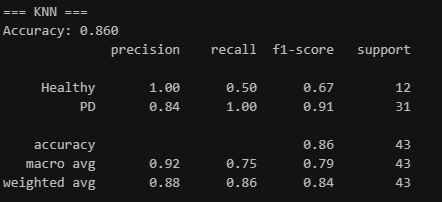 === KNN ===
Accuracy: 0.860
              precision    recall  f1-score   support

     Healthy       1.00      0.50      0.67        12
          PD       0.84      1.00      0.91        31

    accuracy                           0.86        43
   macro avg       0.92      0.75      0.79        43
weighted avg       0.88      0.86      0.84        43